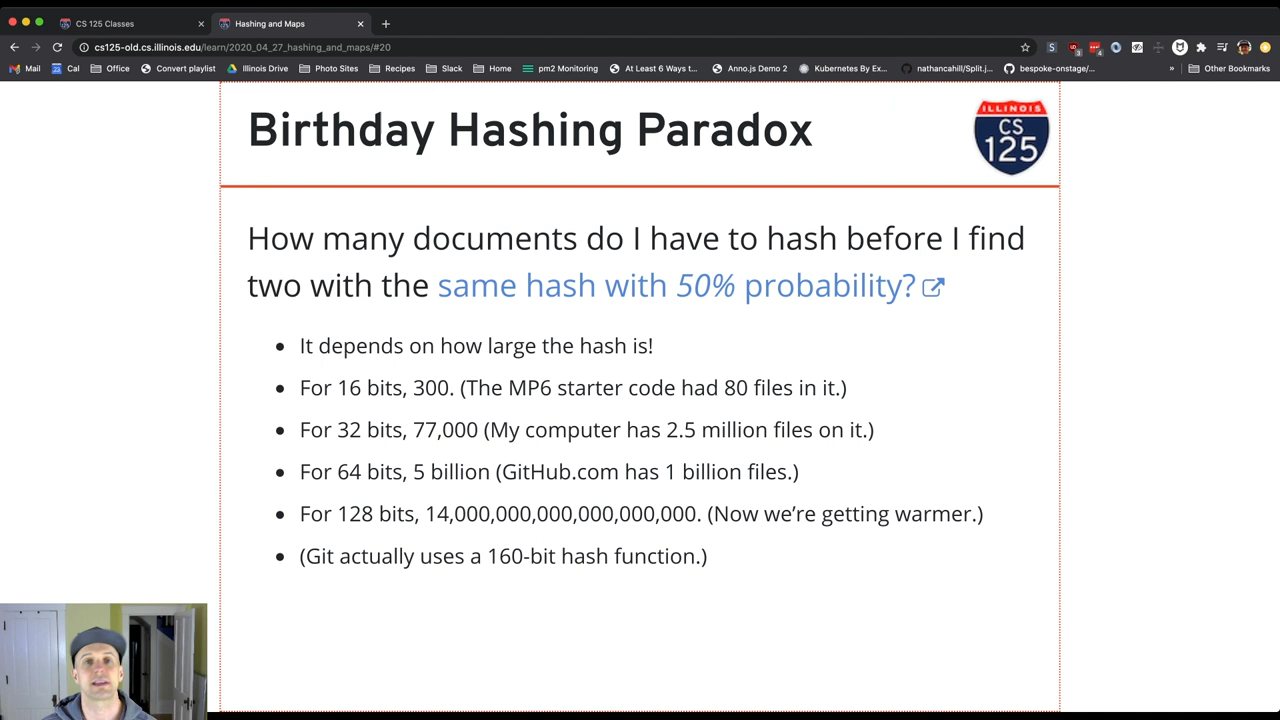 CS 125 Classes
Hashing and Maps
cs125-old.cs.illinois.edu/learn/2020_04_27_hashing_and_maps/#20
Mail Cal Office Convert playlist Illinois Drive Photo Sites Recipes Slack Home pm2 Monitoring At Least 6 Ways t... Anno.js Demo 2 Kubernetes By Ex... nathancahill/Split.j... bespoke-onstage/... » Other Bookmarks
Birthday Hashing Paradox
ILLINOIS
CS
125
How many documents do I have to hash before I find
two with the same hash with 50% probability?
• It depends on how large the hash is!
• For 16 bits, 300. (The MP6 starter code had 80 files in it.)
• For 32 bits, 77,000 (My computer has 2.5 million files on it.)
• For 64 bits, 5 billion (GitHub.com has 1 billion files.)
• For 128 bits, 14,000,000,000,000,000,000. (Now we’re getting warmer.)
• (Git actually uses a 160-bit hash function.)